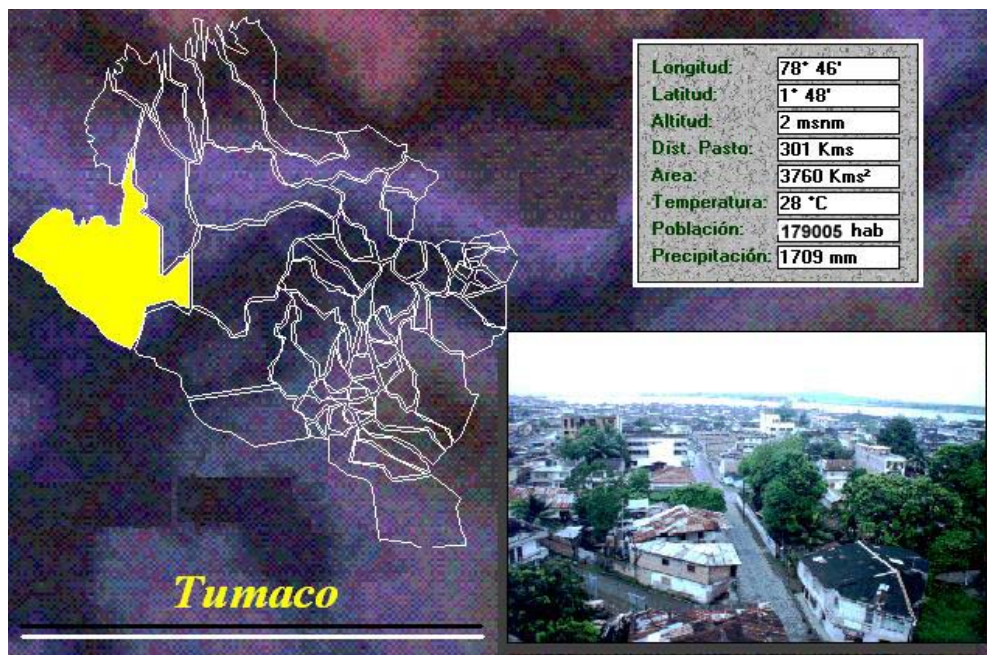 Longitud: 78° 46'
Latitud: 1° 48'
Altitud: 2 msnm
Dist. Pasto: 301 Kms
Area: 3760 Kms²
Temperatura: 28 °C
Población: 179005 hab
Precipitación: 1709 mm
Tumaco